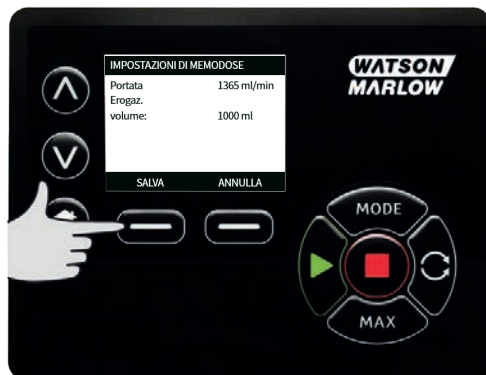 IMPOSTAZIONI DI MEMODOSE
Portata 1365 ml/min
Erogaz.
volume: 1000 ml
SALVA ANNULLA
WATSON
MARLOW
MODE
MAX